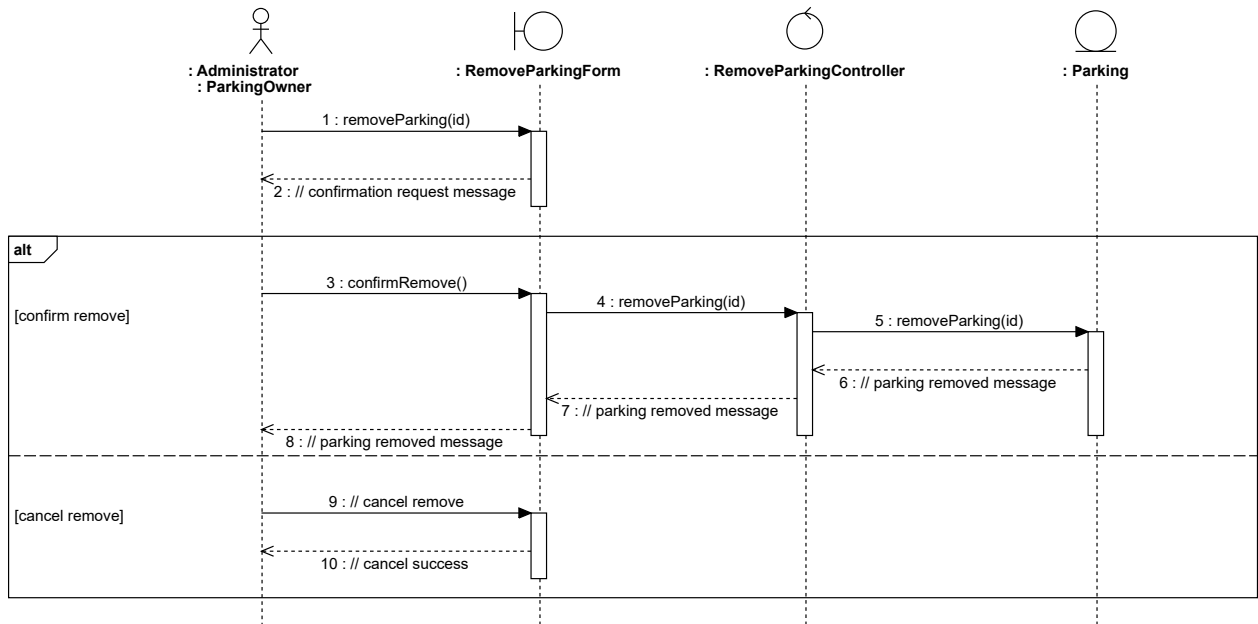 : Administrator
: ParkingOwner
: RemoveParkingForm
: RemoveParkingController
: Parking
1 : removeParking(id)
2 : // confirmation request message
alt
3 : confirmRemove()
[confirm remove]
4 : removeParking(id)
5 : removeParking(id)
6 : // parking removed message
7 : // parking removed message
8 : // parking removed message
9 : // cancel remove
[cancel remove]
10 : // cancel success